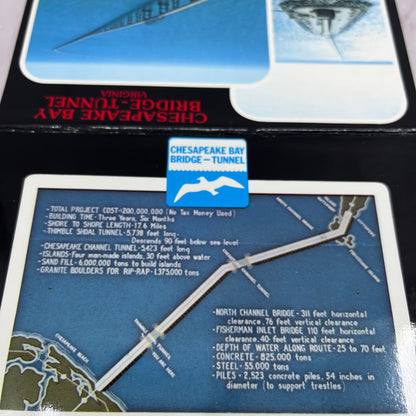 CHESAPEAKE BAY
BRIDGE-TUNNEL
VIRGINIA
CHESAPEAKE BAY
BRIDGE-TUNNEL
-TOTAL PROJECT COST-200,000,000 (No Tax Money Used)
-BUILDING TIME-Three Years, Six Months
-SHORE TO SHORE LENGTH-17.6 Miles
-THIMBLE SHOAL TUNNEL-5,738 feet long-
Descends 90 feet below sea level
-CHESAPEAKE CHANNEL TUNNEL-5423 feet long
-ISLANDS-Four man-made islands, 30 feet above water
-SAND FILL-6,000,000 tons to build islands
-GRANITE BOULDERS FOR RIP-RAP-1,375,000 tons
-NORTH CHANNEL BRIDGE-311 feet horizontal
clearance..76 feet vertical clearance
-FISHERMAN INLET BRIDGE 110 feet horizontal
clearance..40-feet vertical clearance
-DEPTH OF WATER ALONG ROUTE-25 to 70 feet
-CONCRETE-825,000 tons
-STEEL-55,000 tons
-PILES-2,523 concrete piles, 54 inches in
diameter (to support trestles)
CHESAPEAKE BEACH
YOU ARE HERE